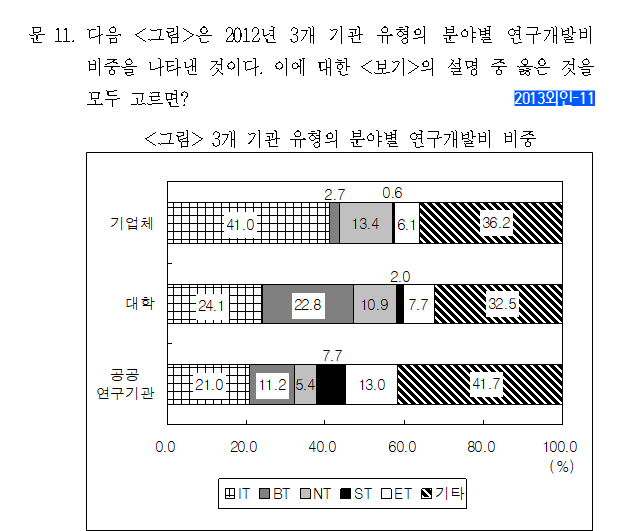 문 11. 다음 <그림>은 2012년 3개 기관 유형의 분야별 연구개발비
비중을 나타낸 것이다. 이에 대한 <보기>의 설명 중 옳은 것을
모두 고르면?
2013외인-11
<그림> 3개 기관 유형의 분야별 연구개발비 비중
2.7 0.6
기업체 41.0 13.4 6.1 36.2
2.0
대학 24.1 22.8 10.9 7.7 32.5
7.7
공공
연구기관 21.0 11.2 5.4 13.0 41.7
0.0 20.0 40.0 60.0 80.0 100.0
(%)
IT BT NT ST ET 기타